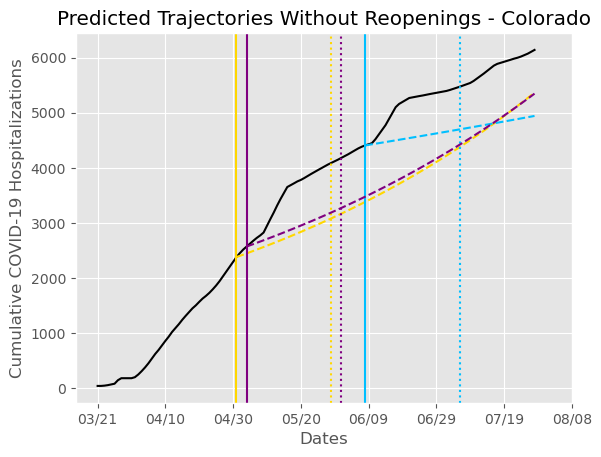 Predicted Trajectories Without Reopenings - Colorado
Cumulative COVID-19 Hospitalizations
6000
5000
4000
3000
2000
1000
0
03/21 04/10 04/30 05/20 06/09 06/29 07/19 08/08
Dates